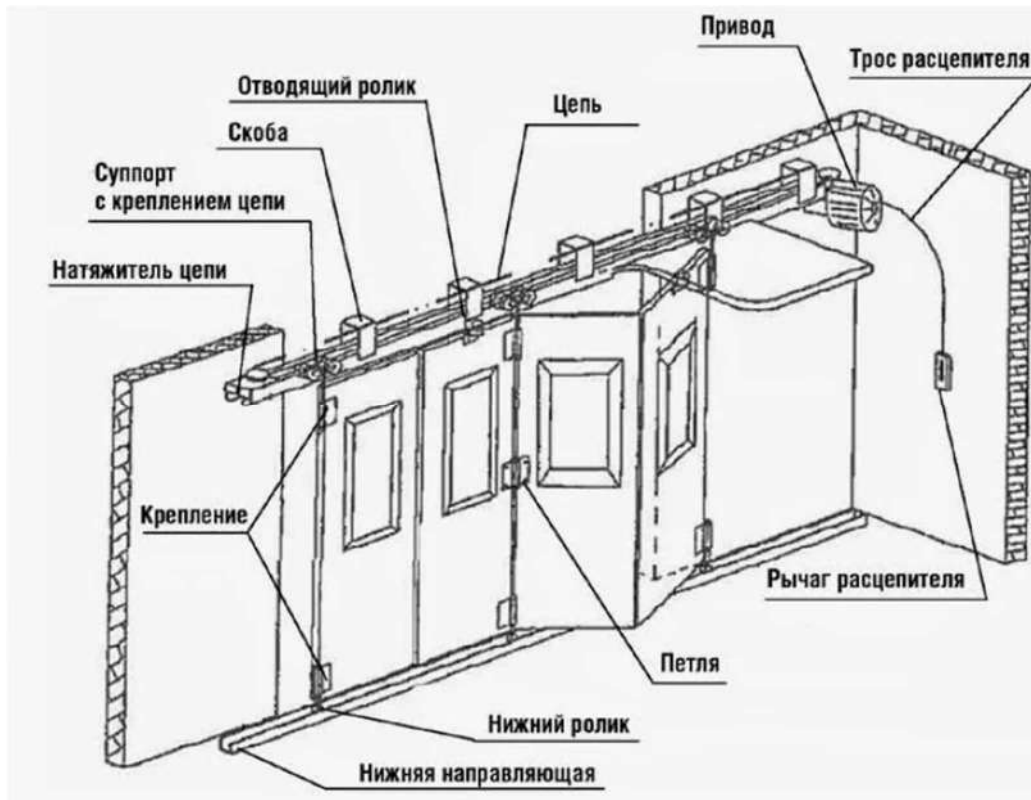 Привод
Трос расцепителя
Отводящий ролик
Цепь
Скоба
Суппорт
с креплением цепи
Натяжитель цепи
Крепление
Рычаг расцепителя
Петля
Нижний ролик
Нижняя направляющая